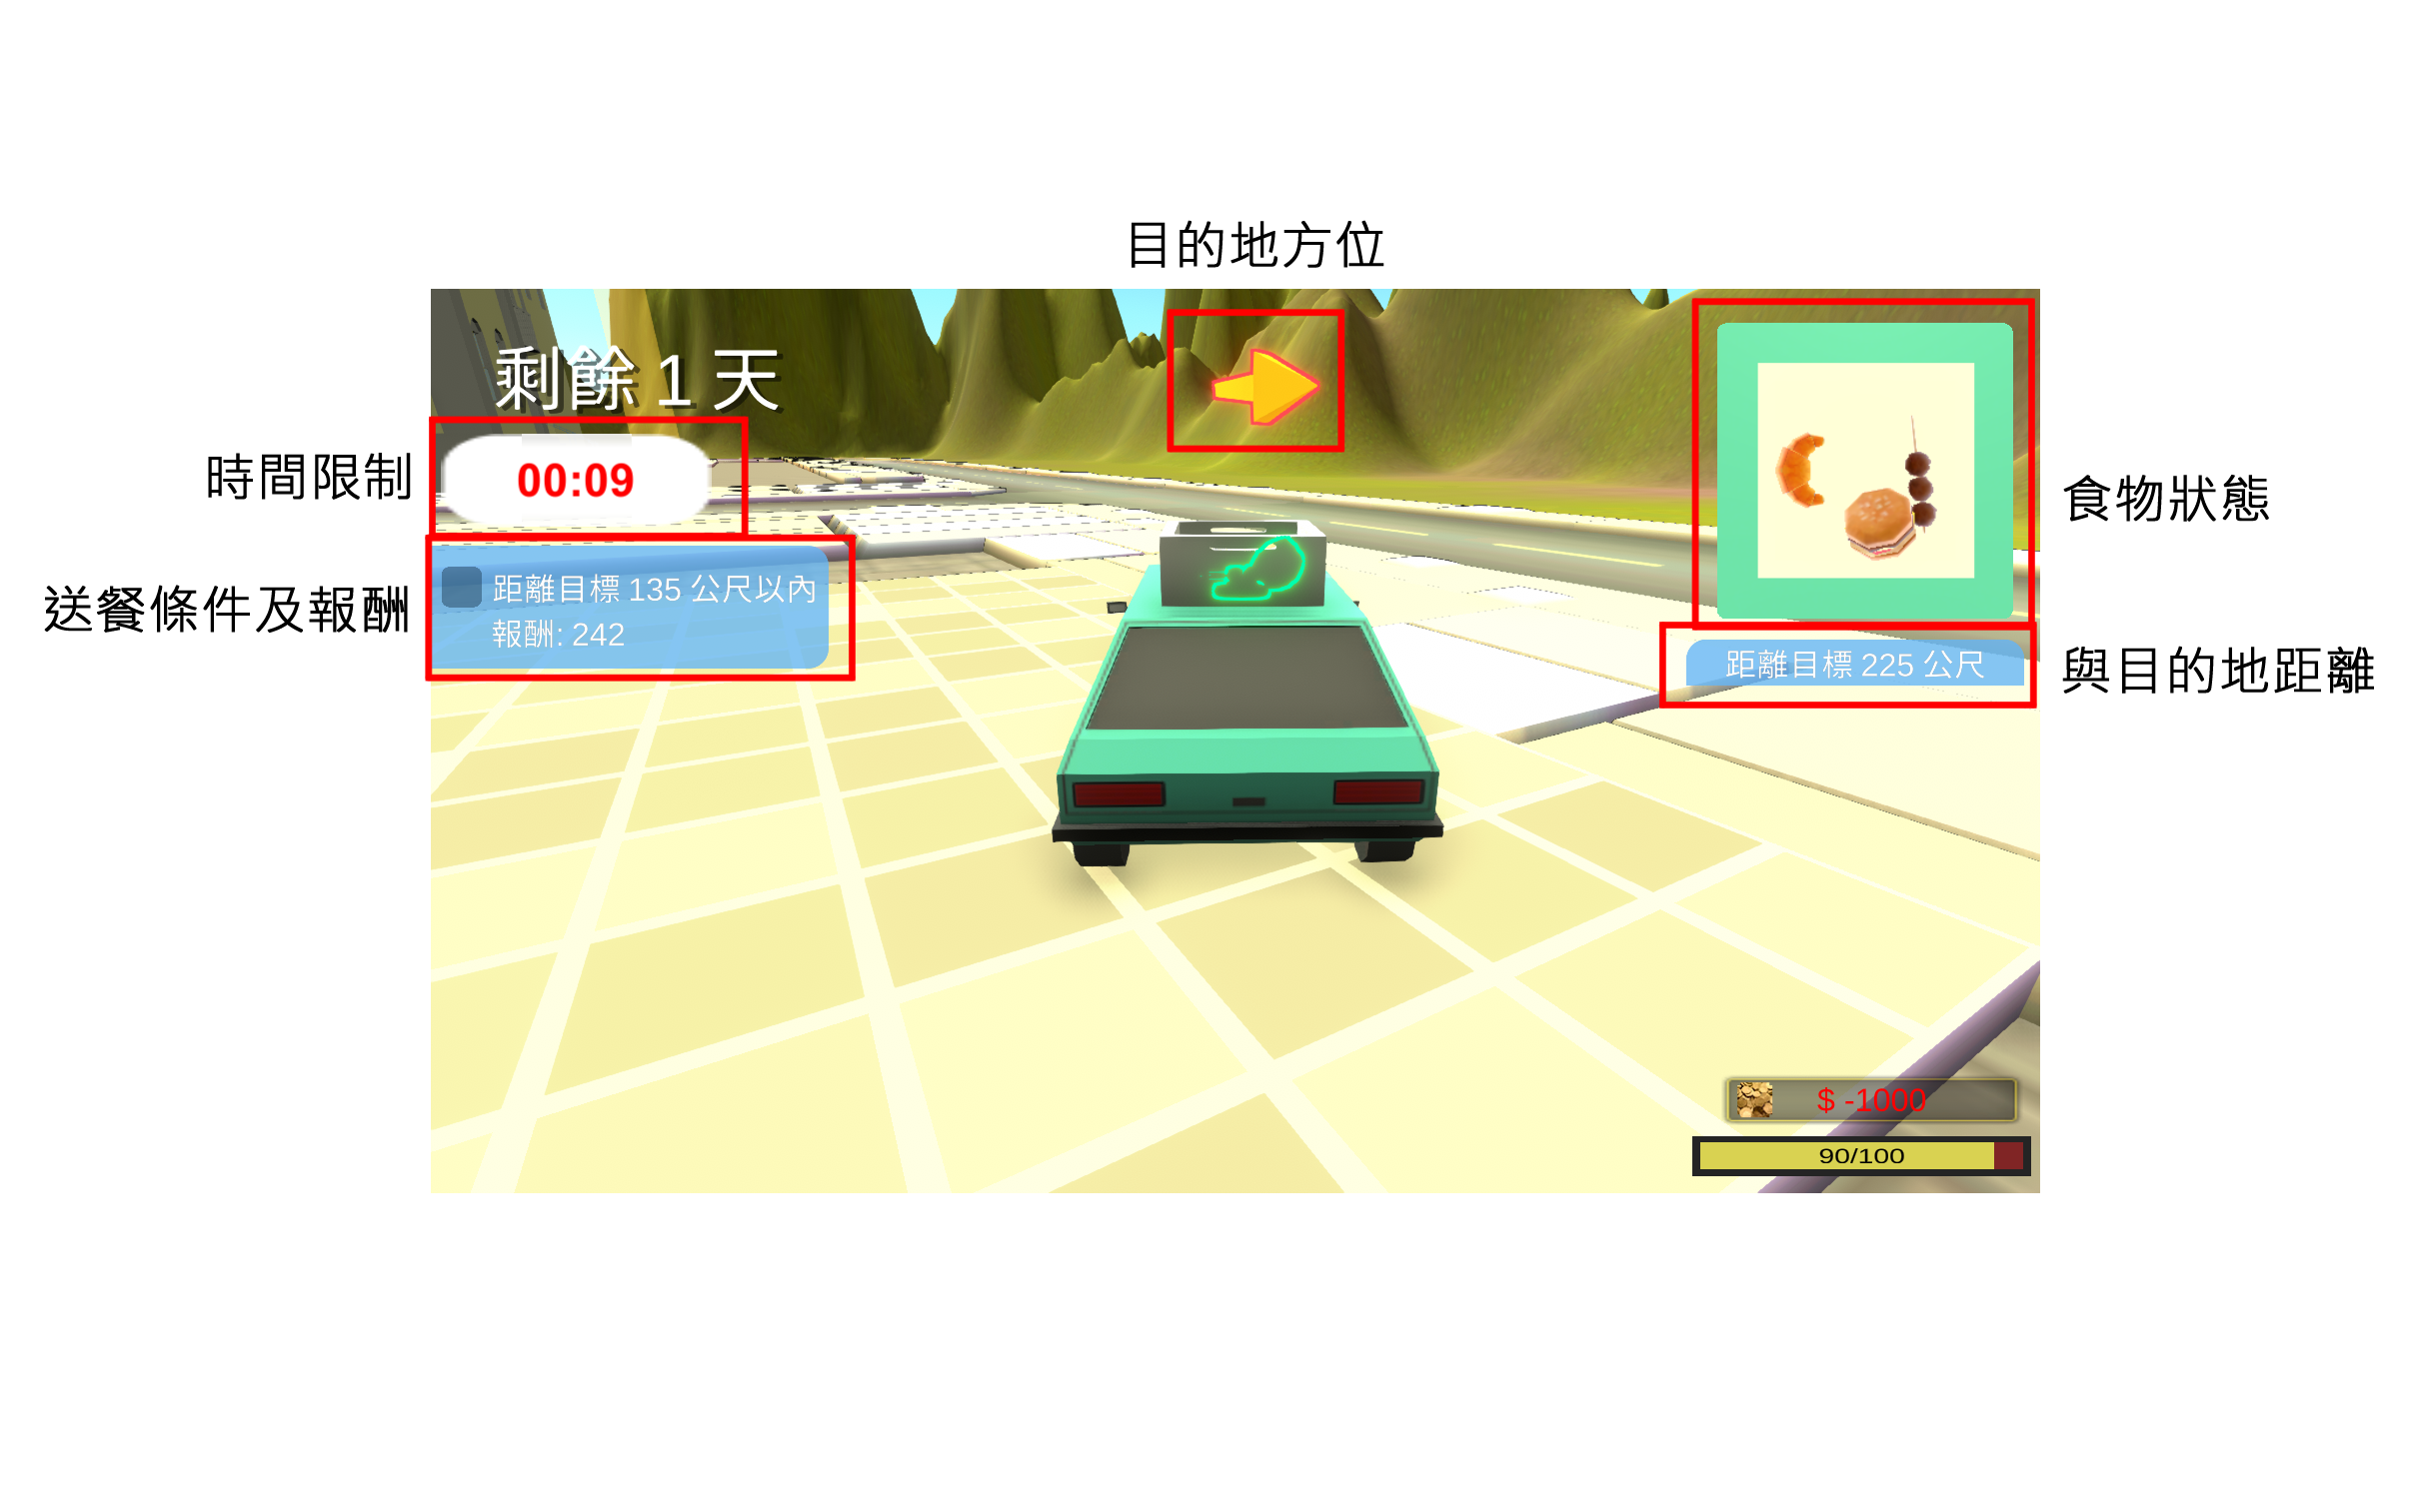 目的地方位
剩餘 1 天
時間限制
00:09
食物狀態
送餐條件及報酬
距離目標 135 公尺以內
報酬: 242
與目的地距離
距離目標 225 公尺
$ -1000
90/100